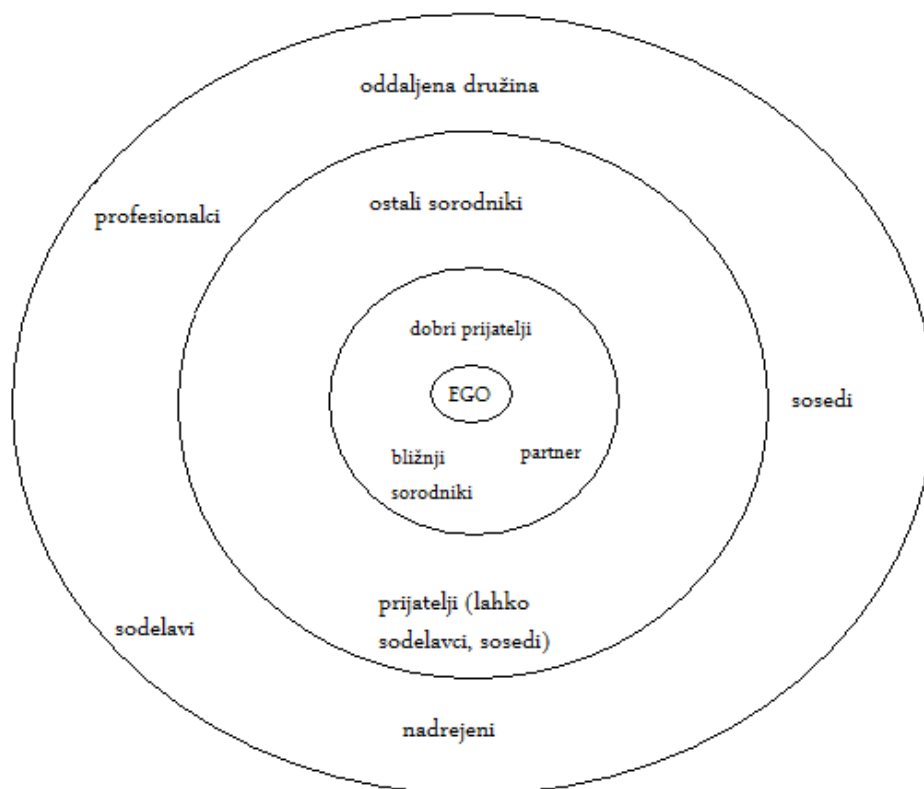 oddaljena družina
profesionalci
ostali sorodniki
dobri prijatelji
EGO
sosedi
bližnji
sorodniki
partner
prijatelji (lahko
sodelavci, sosedi)
sodelavi
nadrejeni